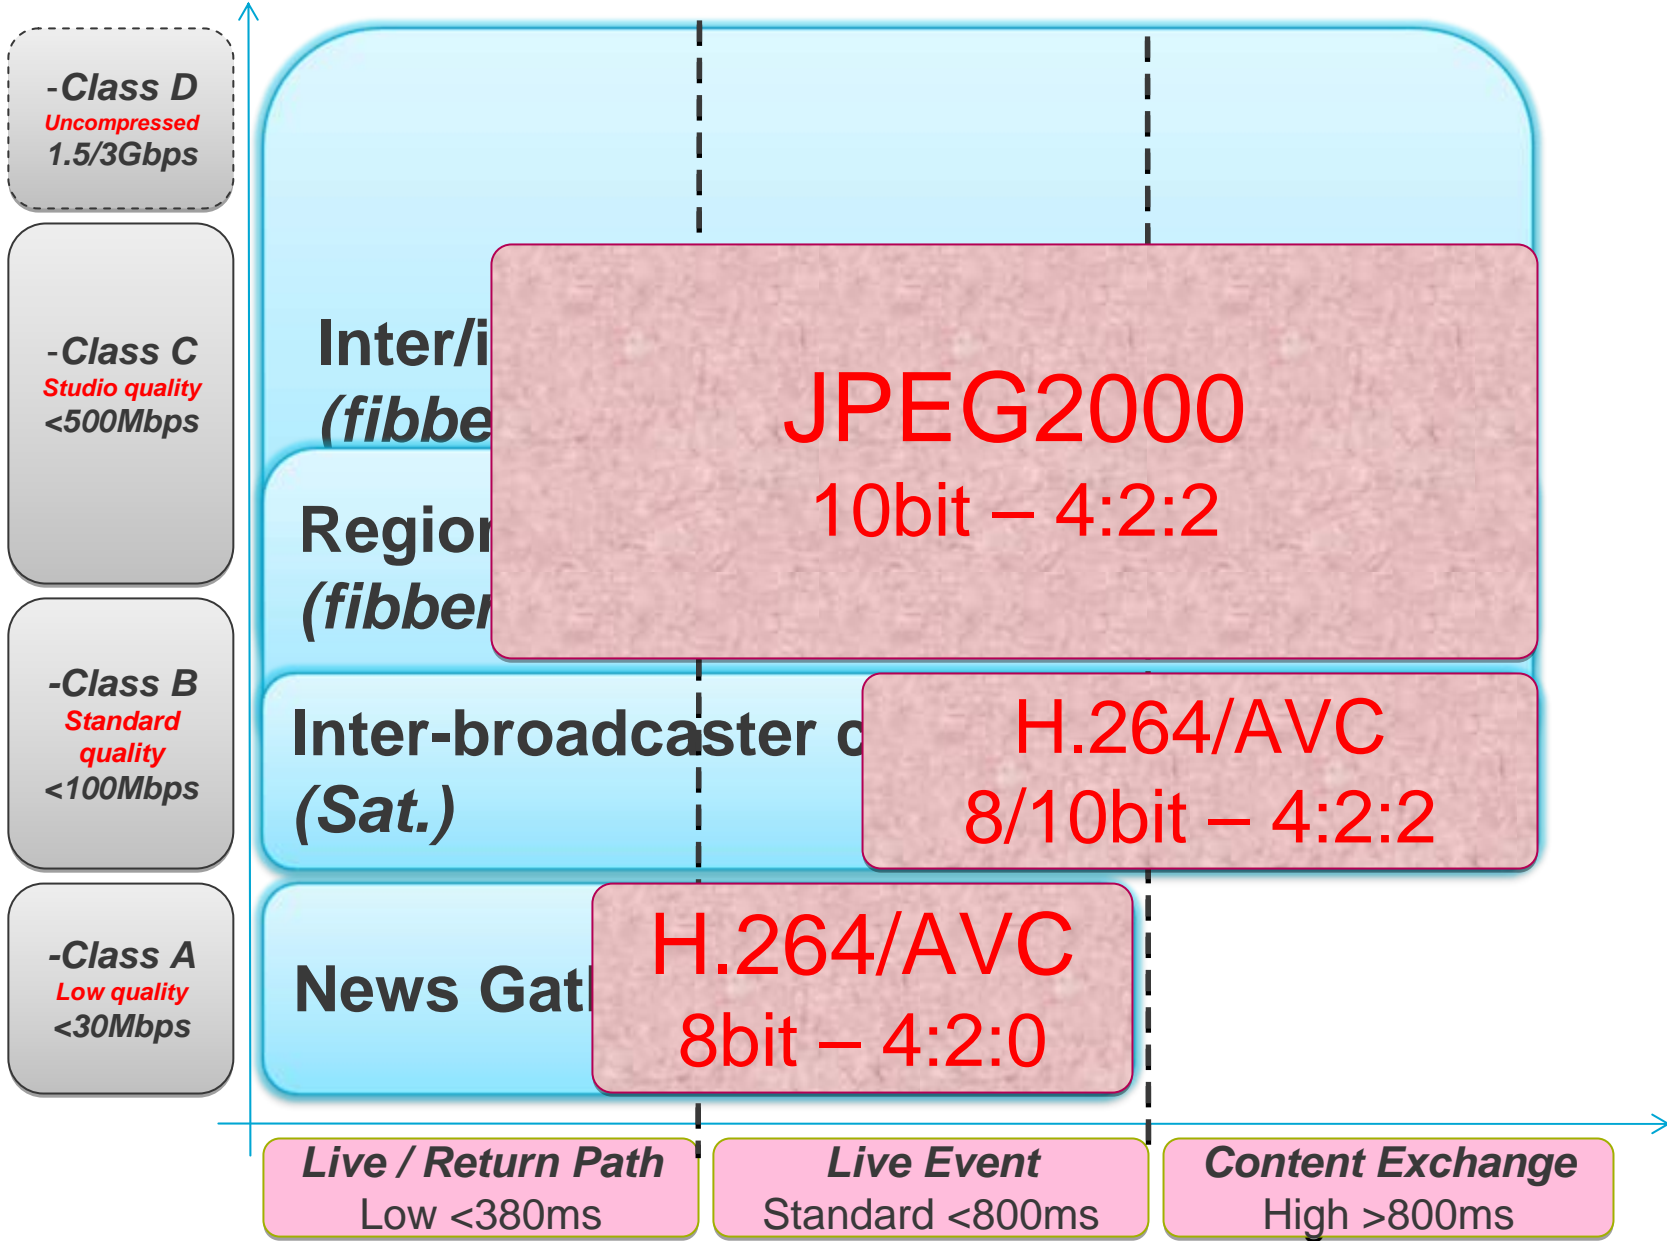 -Class D
Uncompressed
1.5/3Gbps
-Class C
Studio quality
<500Mbps
-Class B
Standard
quality
<100Mbps
-Class A
Low quality
<30Mbps
Inter/i
(fibbe
JPEG2000
10bit – 4:2:2
Region
(fibber
Inter-broadcaster c
(Sat.)
H.264/AVC
8/10bit – 4:2:2
News Gat
H.264/AVC
8bit – 4:2:0
Live / Return Path
Low <380ms
Live Event
Standard <800ms
Content Exchange
High >800ms